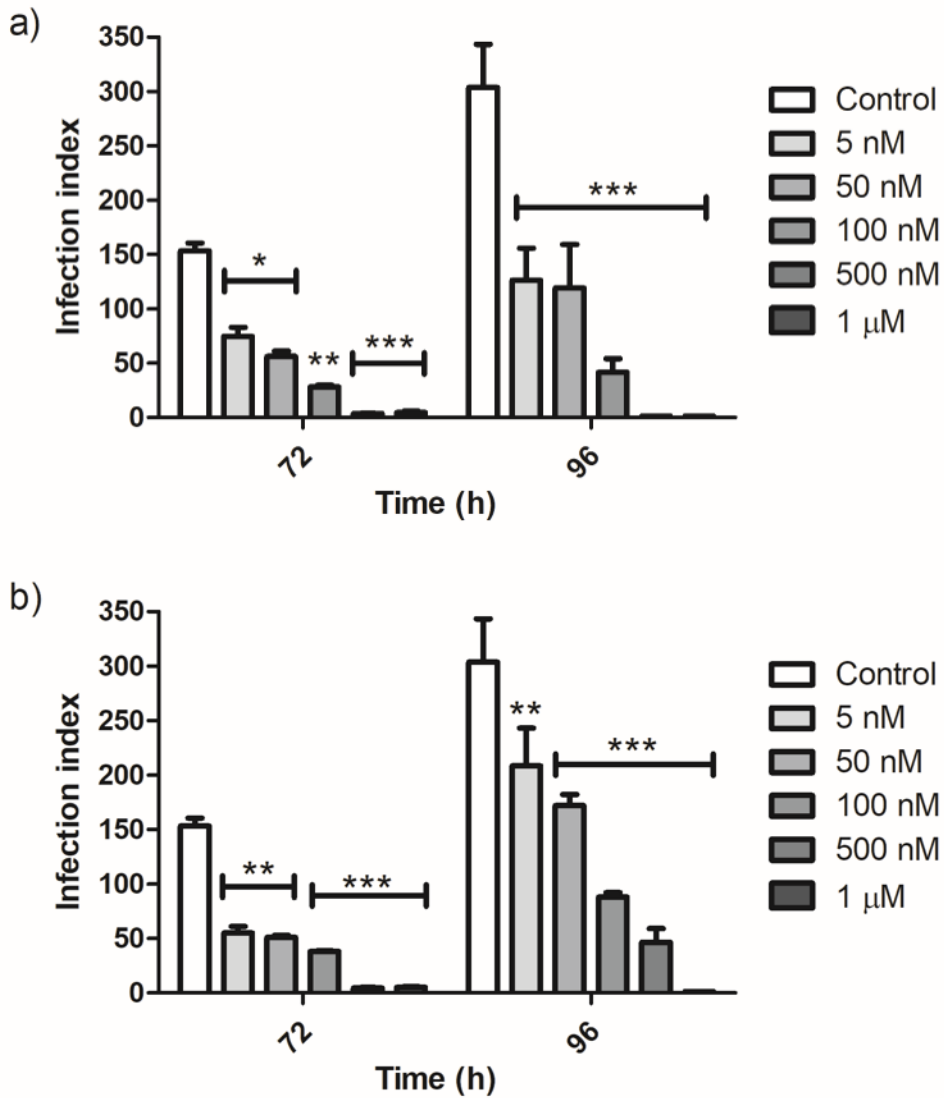 a)
350
300
250
200
150
100
50
0
Infection index
*
**
***
***
72
96
Time (h)
Control
5 nM
50 nM
100 nM
500 nM
1 μM
b)
350
300
250
200
150
100
50
0
Infection index
**
***
**
***
72
96
Time (h)
Control
5 nM
50 nM
100 nM
500 nM
1 μM